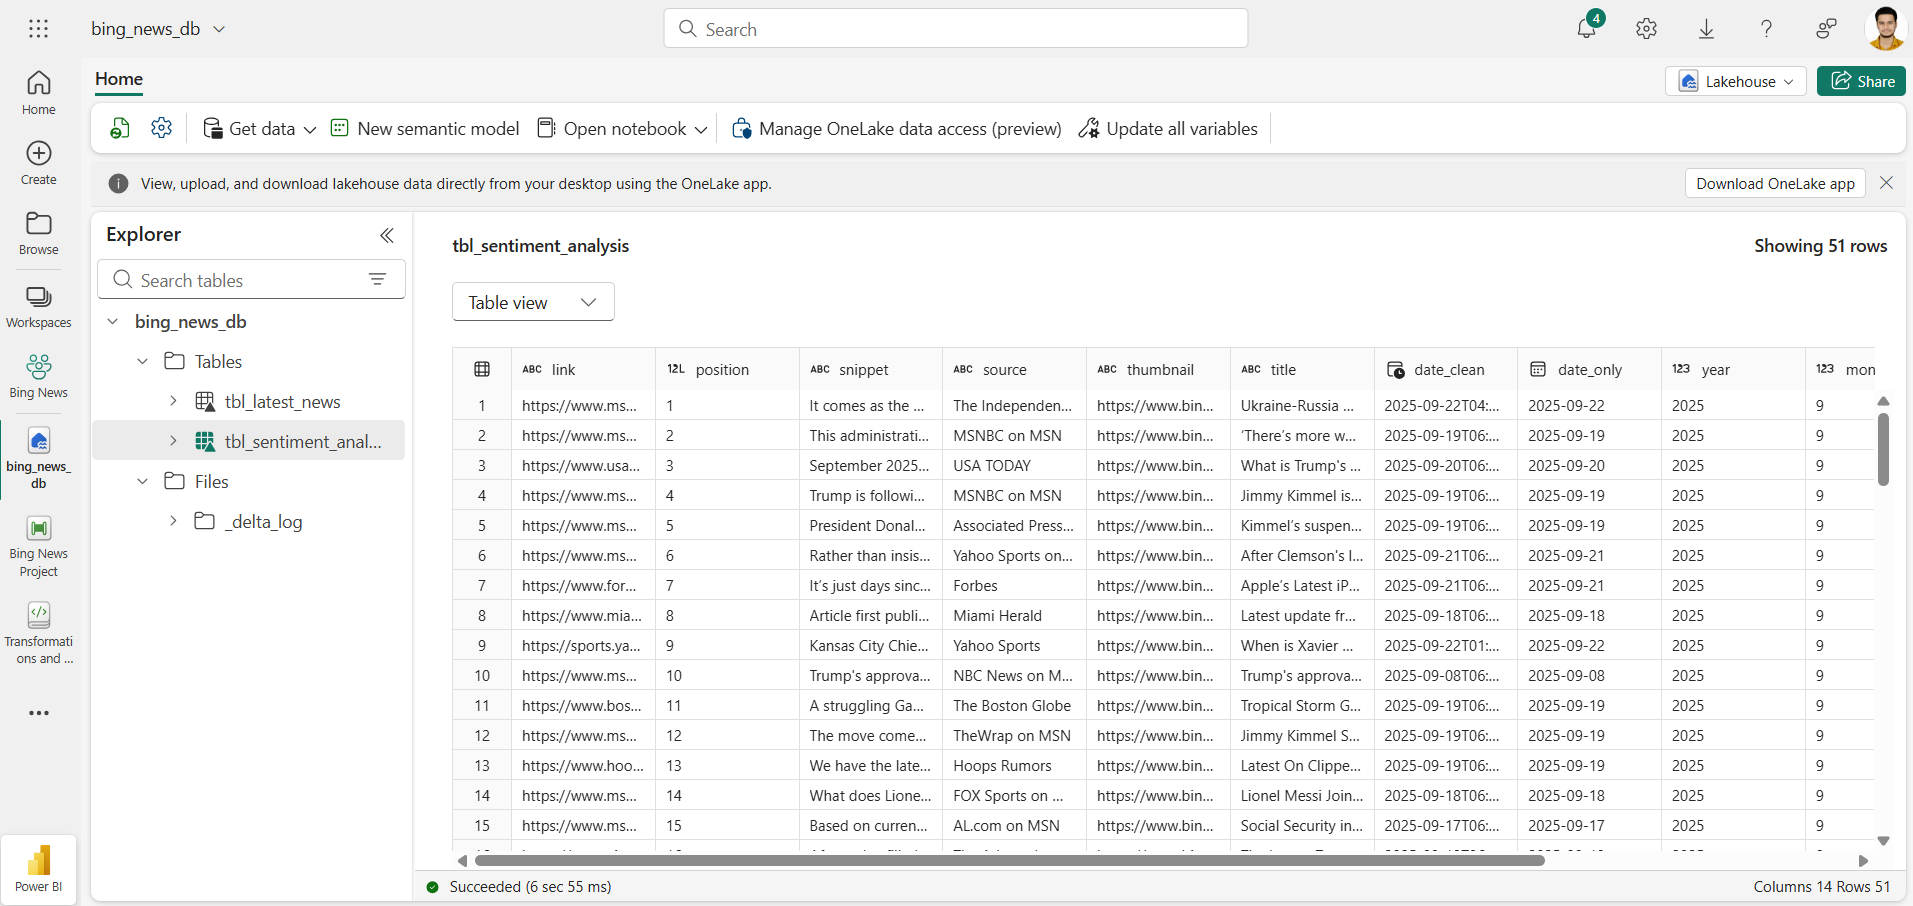 bing_news_db
Search
4
Home
Lakehouse
Share
Get data
New semantic model
Open notebook
Manage OneLake data access (preview)
Update all variables
View, upload, and download lakehouse data directly from your desktop using the OneLake app.
Download OneLake app
Home
Create
Browse
Workspaces
Bing News
bing_news_
db
Bing News
Project
Transformati
ons and ...
Power BI
Explorer
Search tables
bing_news_db
Tables
tbl_latest_news
tbl_sentiment_anal...
Files
_delta_log
tbl_sentiment_analysis
Showing 51 rows
Table view
ABC link 12L position ABC snippet ABC source ABC thumbnail ABC title date_clean date_only 123 year 123 mon
1 https://www.ms... 1 It comes as the ... The Independen... https://www.bin... Ukraine-Russia ... 2025-09-22T04:... 2025-09-22 2025 9
2 https://www.ms... 2 This administrati... MSNBC on MSN https://www.bin... ‘There’s more w... 2025-09-19T06:... 2025-09-19 2025 9
3 https://www.usa... 3 September 2025... USA TODAY https://www.bin... What is Trump's ... 2025-09-20T06:... 2025-09-20 2025 9
4 https://www.ms... 4 Trump is followi... MSNBC on MSN https://www.bin... Jimmy Kimmel is... 2025-09-19T06:... 2025-09-19 2025 9
5 https://www.ms... 5 President Donal... Associated Press... https://www.bin... Kimmel’s suspen... 2025-09-19T06:... 2025-09-19 2025 9
6 https://www.ms... 6 Rather than insis... Yahoo Sports on... https://www.bin... After Clemson's l... 2025-09-21T06:... 2025-09-21 2025 9
7 https://www.for... 7 It’s just days sinc... Forbes https://www.bin... Apple’s Latest iP... 2025-09-21T06:... 2025-09-21 2025 9
8 https://www.mia... 8 Article first publi... Miami Herald https://www.bin... Latest update fr... 2025-09-18T06:... 2025-09-18 2025 9
9 https://sports.ya... 9 Kansas City Chie... Yahoo Sports https://www.bin... When is Xavier ... 2025-09-22T01:... 2025-09-22 2025 9
10 https://www.ms... 10 Trump's approva... NBC News on M... https://www.bin... Trump's approva... 2025-09-08T06:... 2025-09-08 2025 9
11 https://www.bos... 11 A struggling Ga... The Boston Globe https://www.bin... Tropical Storm G... 2025-09-19T06:... 2025-09-19 2025 9
12 https://www.ms... 12 The move come... TheWrap on MSN https://www.bin... Jimmy Kimmel S... 2025-09-19T06:... 2025-09-19 2025 9
13 https://www.hoo... 13 We have the late... Hoops Rumors https://www.bin... Latest On Clippe... 2025-09-19T06:... 2025-09-19 2025 9
14 https://www.ms... 14 What does Lione... FOX Sports on ... https://www.bin... Lionel Messi Join... 2025-09-18T06:... 2025-09-18 2025 9
15 https://www.ms... 15 Based on curren... AL.com on MSN https://www.bin... Social Security in... 2025-09-17T06:... 2025-09-17 2025 9
Succeeded (6 sec 55 ms)
Columns 14 Rows 51